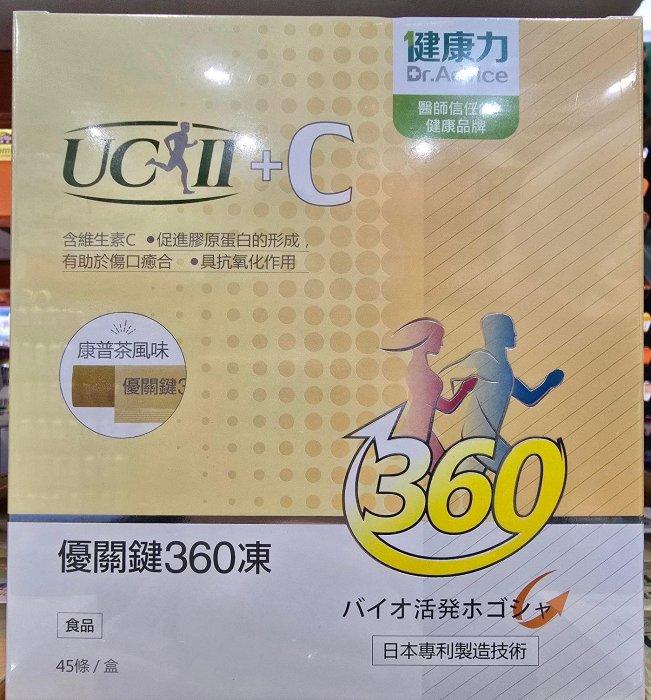 健康力
Dr.Advice
醫師信任的
健康品牌
UC II + C
含維生素C ●促進膠原蛋白的形成，
有助於傷口癒合 ●具抗氧化作用
康普茶風味
優關鍵3
360
優關鍵360凍
バイオ活発ホゴシャ
食品
日本專利製造技術
45條/盒